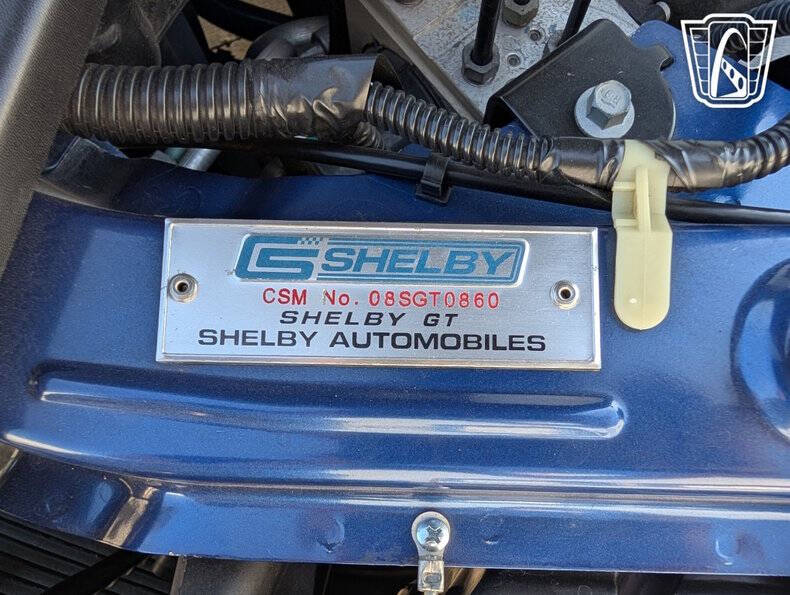 CS SHELBY
CSM No. 08SGT0860
SHELBY GT
SHELBY AUTOMOBILES